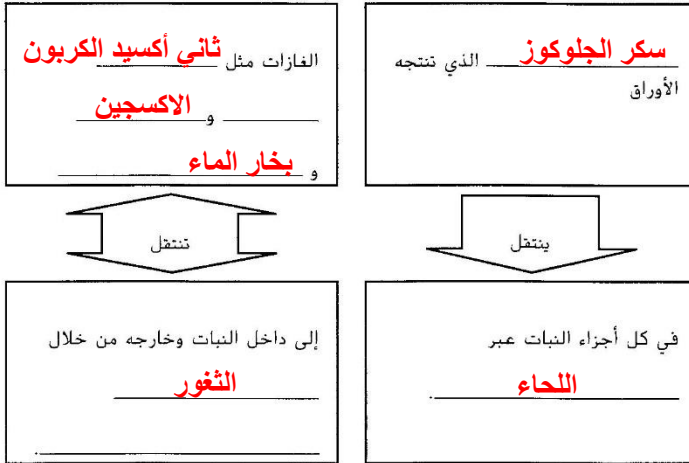 سكر الجلوكوز الذي تنتجه
الأوراق
ينتقل
في كل أجزاء النبات عبر
اللحاء
الغازات مثل ثاني أكسيد الكربون
و الاكسجين
و بخار الماء
تنتقل
إلى داخل النبات وخارجه من خلال
الثغور